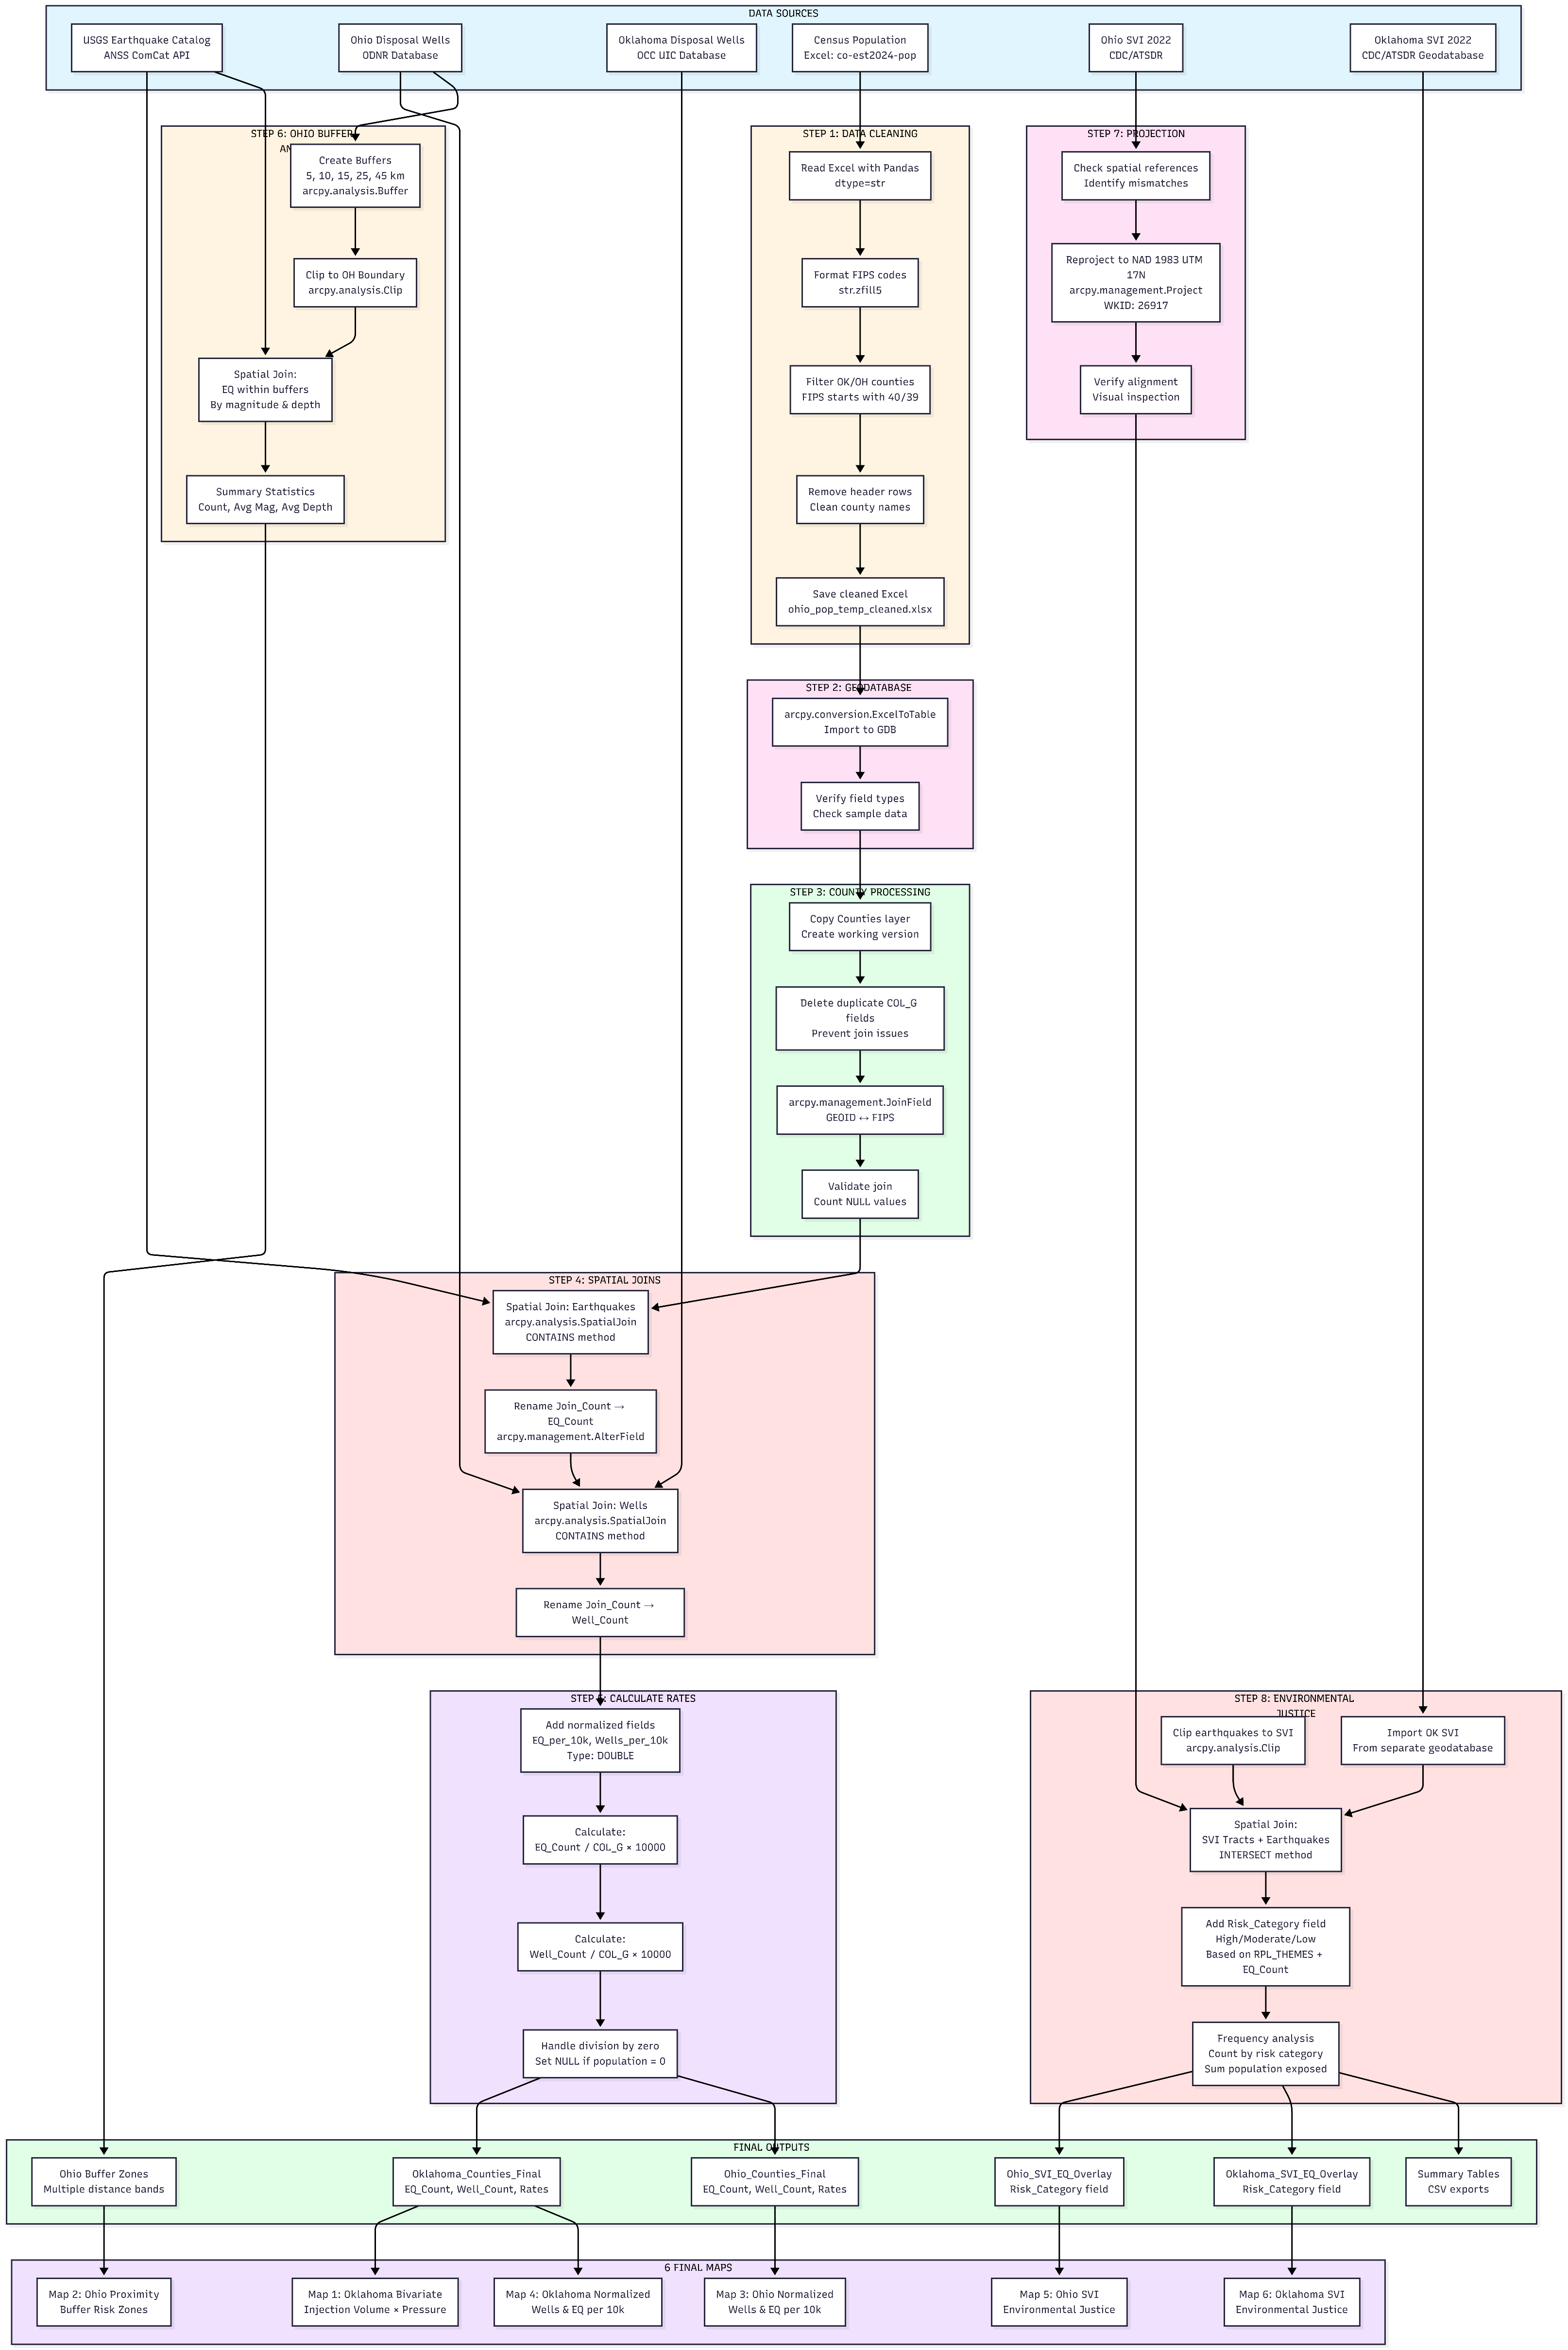 DATA SOURCES
USGS Earthquake Catalog
ANSS ComCat API
Ohio Disposal Wells
ODNR Database
Oklahoma Disposal Wells
OCC UIC Database
Census Population
Excel: co-est2024-pop
Ohio SVI 2022
CDC/ATSDR
Oklahoma SVI 2022
CDC/ATSDR Geodatabase
STEP 6: OHIO BUFFER
AN
Create Buffers
5, 10, 15, 25, 45 km
arcpy.analysis.Buffer
Clip to OH Boundary
arcpy.analysis.Clip
Spatial Join:
EQ within buffers
By magnitude & depth
Summary Statistics
Count, Avg Mag, Avg Depth
STEP 1: DATA CLEANING
Read Excel with Pandas
dtype=str
Format FIPS codes
str.zfill5
Filter OK/OH counties
FIPS starts with 40/39
Remove header rows
Clean county names
Save cleaned Excel
ohio_pop_temp_cleaned.xlsx
STEP 7: PROJECTION
Check spatial references
Identify mismatches
Reproject to NAD 1983 UTM
17N
arcpy.management.Project
WKID: 26917
Verify alignment
Visual inspection
STEP 2: GEODATABASE
arcpy.conversion.ExcelToTable
Import to GDB
Verify field types
Check sample data
STEP 3: COUNTY PROCESSING
Copy Counties layer
Create working version
Delete duplicate COL_G
fields
Prevent join issues
arcpy.management.JoinField
GEOID ↔ FIPS
Validate join
Count NULL values
STEP 4: SPATIAL JOINS
Spatial Join: Earthquakes
arcpy.analysis.SpatialJoin
CONTAINS method
Rename Join_Count →
EQ_Count
arcpy.management.AlterField
Spatial Join: Wells
arcpy.analysis.SpatialJoin
CONTAINS method
Rename Join_Count →
Well_Count
STEP 5: CALCULATE RATES
Add normalized fields
EQ_per_10k, Wells_per_10k
Type: DOUBLE
Calculate:
EQ_Count / COL_G × 10000
Calculate:
Well_Count / COL_G × 10000
Handle division by zero
Set NULL if population = 0
STEP 8: ENVIRONMENTAL
JUSTICE
Clip earthquakes to SVI
arcpy.analysis.Clip
Import OK SVI
From separate geodatabase
Spatial Join:
SVI Tracts + Earthquakes
INTERSECT method
Add Risk_Category field
High/Moderate/Low
Based on RPL_THEMES +
EQ_Count
Frequency analysis
Count by risk category
Sum population exposed
FINAL OUTPUTS
Ohio Buffer Zones
Multiple distance bands
Oklahoma_Counties_Final
EQ_Count, Well_Count, Rates
Ohio_Counties_Final
EQ_Count, Well_Count, Rates
Ohio_SVI_EQ_Overlay
Risk_Category field
Oklahoma_SVI_EQ_Overlay
Risk_Category field
Summary Tables
CSV exports
6 FINAL MAPS
Map 2: Ohio Proximity
Buffer Risk Zones
Map 1: Oklahoma Bivariate
Injection Volume × Pressure
Map 4: Oklahoma Normalized
Wells & EQ per 10k
Map 3: Ohio Normalized
Wells & EQ per 10k
Map 5: Ohio SVI
Environmental Justice
Map 6: Oklahoma SVI
Environmental Justice